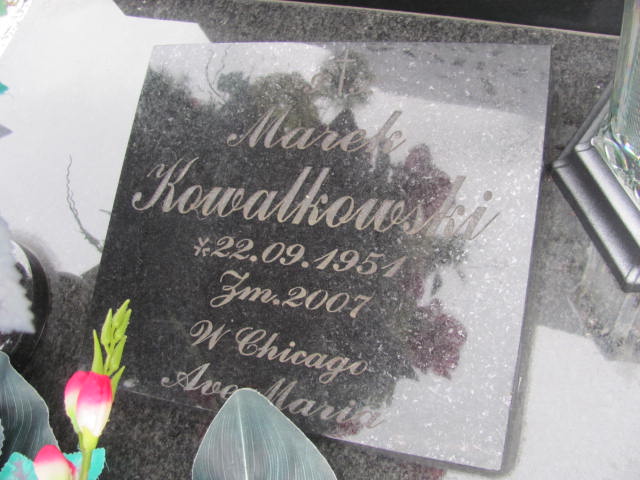 Marek
Kowalkowski
*22.09.1951
Zm.2007
W Chicago
Ave Maria